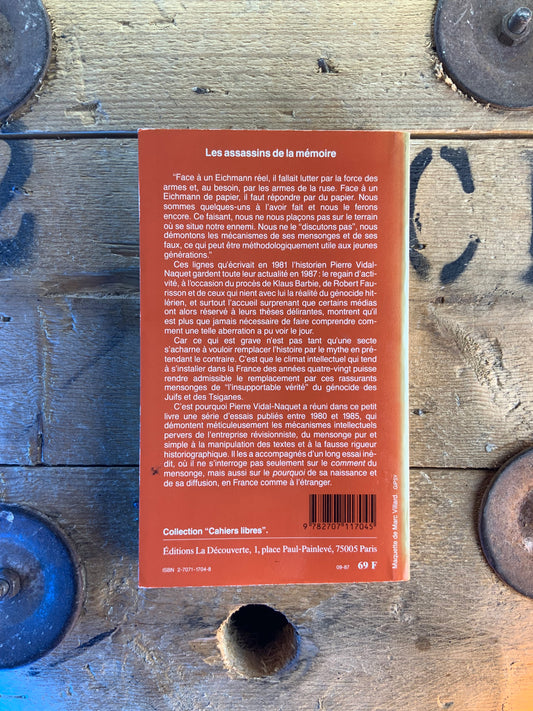 Les assassins de la mémoire
"Face à un Eichmann réel, il fallait lutter par la force des
armes et, au besoin, par les armes de la ruse. Face à un
Eichmann de papier, il faut répondre par du papier. Nous
sommes quelques-uns à l'avoir fait et nous le ferons
encore. Ce faisant, nous ne nous plaçons pas sur le terrain
où se situe notre ennemi. Nous ne le "discutons pas", nous
démontons les mécanismes de ses mensonges et de ses
faux, ce qui peut être méthodologiquement utile aux jeunes
générations."
Ces lignes qu'écrivait en 1981 l'historien Pierre Vidal-
Naquet gardent toute leur actualité en 1987 : le regain d'acti-
vité, à l'occasion du procès de Klaus Barbie, de Robert Fau-
risson et de ceux qui nient avec lui la réalité du génocide hit-
lérien, et surtout l'accueil surprenant que certains médias
ont alors réservé à leurs thèses délirantes, montrent qu'il
est plus que jamais nécessaire de faire comprendre com-
ment une telle aberration a pu voir le jour.
Car ce qui est grave n'est pas tant qu'une secte
s'acharne à vouloir remplacer l'histoire par le mythe en pré-
tendant le contraire. C'est que le climat intellectuel qui tend
à s'instaler dans la France des années quatre-vingt puisse
rendre admissible le remplacement par ces rassurants
mensonges de "l'insupportable vérité" du génocide des
Juifs et des Tsiganes.
C'est pourquoi Pierre Vidal-Naquet a réuni dans ce petit
livre une série d'essais publiés entre 1980 et 1985, qui
démontent méticuleusement les mécanismes intellectuels
pervers de l'entreprise révisionniste, du mensonge pur et
simple à la manipulation des textes et à la fausse rigueur
historiographique. Il les a accompagnés d'un long essai iné-
dit, où il ne s'interroge pas seulement sur le comment du
mensonge, mais aussi sur le pourquoi de sa naissance et
de sa diffusion, en France comme à l'étranger.
9 782707 117045
Collection "Cahiers libres".
Éditions La Découverte, 1, place Paul-Painlevé, 75005 Paris
ISBN 2-7071-1704-8
09-87 69 F
Maquette de Marc Villard. GPDI